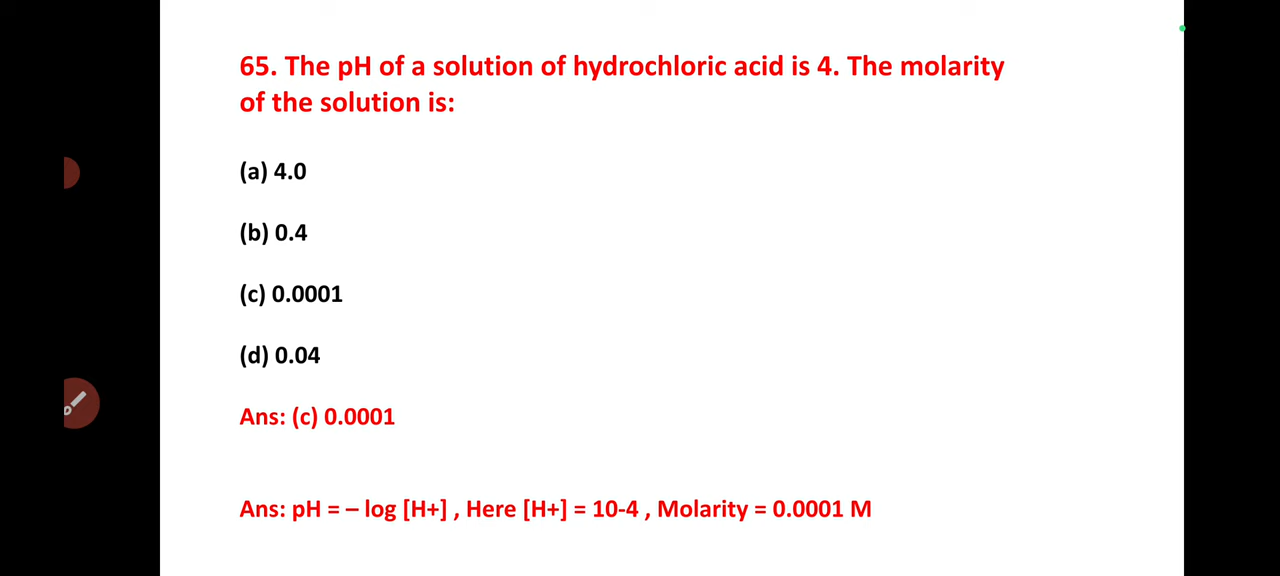 65. The pH of a solution of hydrochloric acid is 4. The molarity
of the solution is:
(a) 4.0
(b) 0.4
(c) 0.0001
(d) 0.04
Ans: (c) 0.0001
Ans: pH = – log [H+] , Here [H+] = 10-4 , Molarity = 0.0001 M